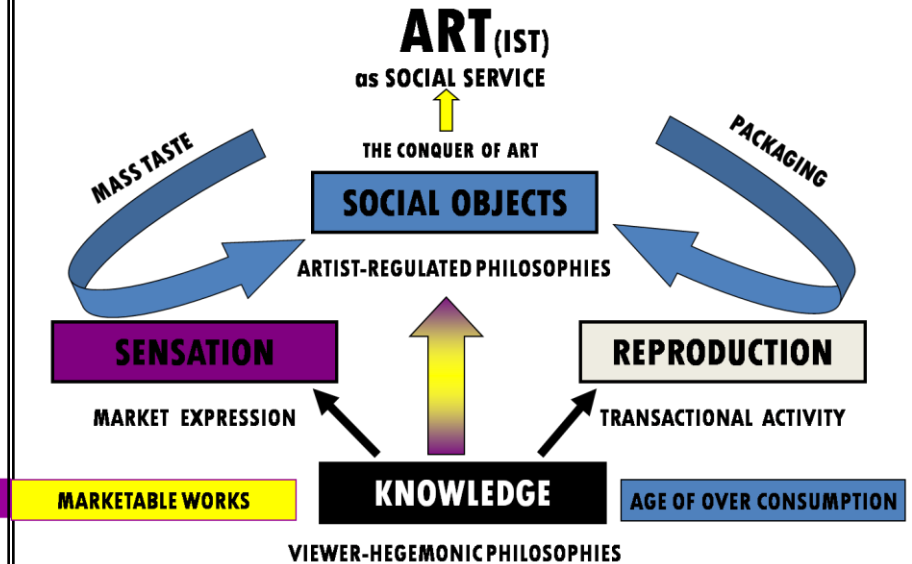 ART(IST)
as SOCIAL SERVICE
MASS TASTE
PACKAGING
THE CONQUER OF ART
SOCIAL OBJECTS
ARTIST-REGULATED PHILOSOPHIES
SENSATION
REPRODUCTION
MARKET EXPRESSION
TRANSACTIONAL ACTIVITY
MARKETABLE WORKS
KNOWLEDGE
AGE OF OVER CONSUMPTION
VIEWER-HEGEMONIC PHILOSOPHIES